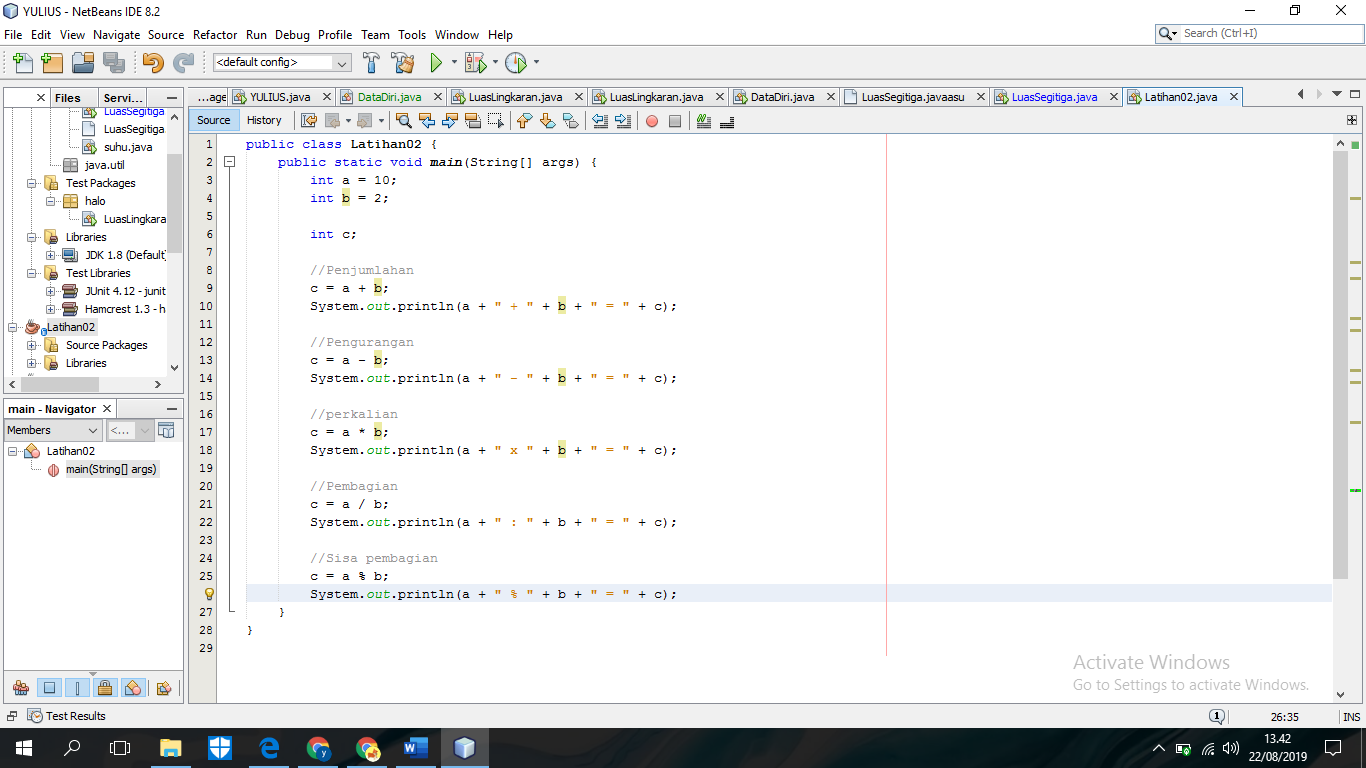 YULIUS - NetBeans IDE 8.2
File Edit View Navigate Source Refactor Run Debug Profile Team Tools Window Help
Search (Ctrl+I)
<default config>
Files Servi...
...age YULIUS.java DataDiri.java LuasLingkaran.java LuasLingkaran.java DataDiri.java LuasSegitiga.javaasu LuasSegitiga.java Latihan02.java
Source History
LuasSegitiga
LuasSegitiga
suhu.java
java.util
Test Packages
halo
LuasLingkara
Libraries
JDK 1.8 (Default
Test Libraries
JUnit 4.12 - junit
Hamcrest 1.3 - h
Latihan02
Source Packages
Libraries
main - Navigator
Members <...
Latihan02
main(String[] args)
1 public class Latihan02 {
2 public static void main(String[] args) {
3 int a = 10;
4 int b = 2;
5
6 int c;
7
8 //Penjumlahan
9 c = a + b;
10 System.out.println(a + " + " + b + " = " + c);
11
12 //Pengurangan
13 c = a - b;
14 System.out.println(a + " - " + b + " = " + c);
15
16 //perkalian
17 c = a * b;
18 System.out.println(a + " x " + b + " = " + c);
19
20 //Pembagian
21 c = a / b;
22 System.out.println(a + " : " + b + " = " + c);
23
24 //Sisa pembagian
25 c = a % b;
System.out.println(a + " % " + b + " = " + c);
27 }
28 }
29
Activate Windows
Go to Settings to activate Windows.
Test Results
1
26:35
INS
13.42
22/08/2019